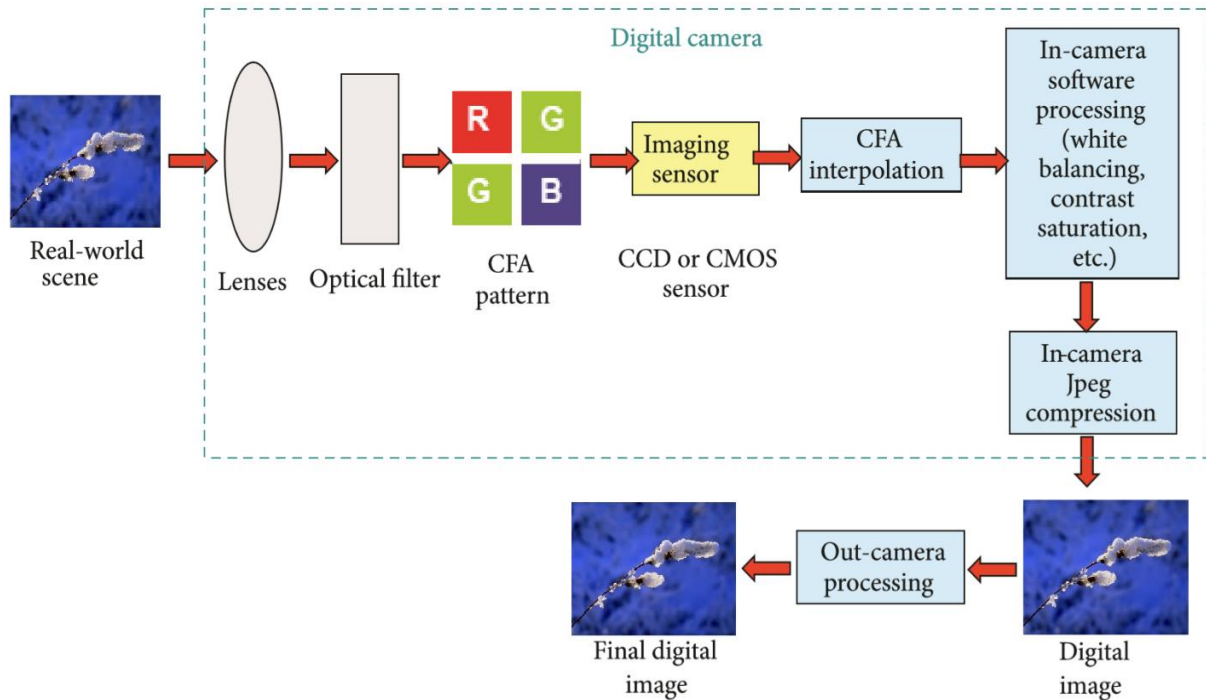 Digital camera
Real-world
scene
Lenses
Optical filter
R G
G B
CFA
pattern
Imaging
sensor
CCD or CMOS
sensor
CFA
interpolation
In-camera
software
processing
(white
balancing,
contrast
saturation,
etc.)
In-camera
Jpeg
compression
Digital
image
Out-camera
processing
Final digital
image